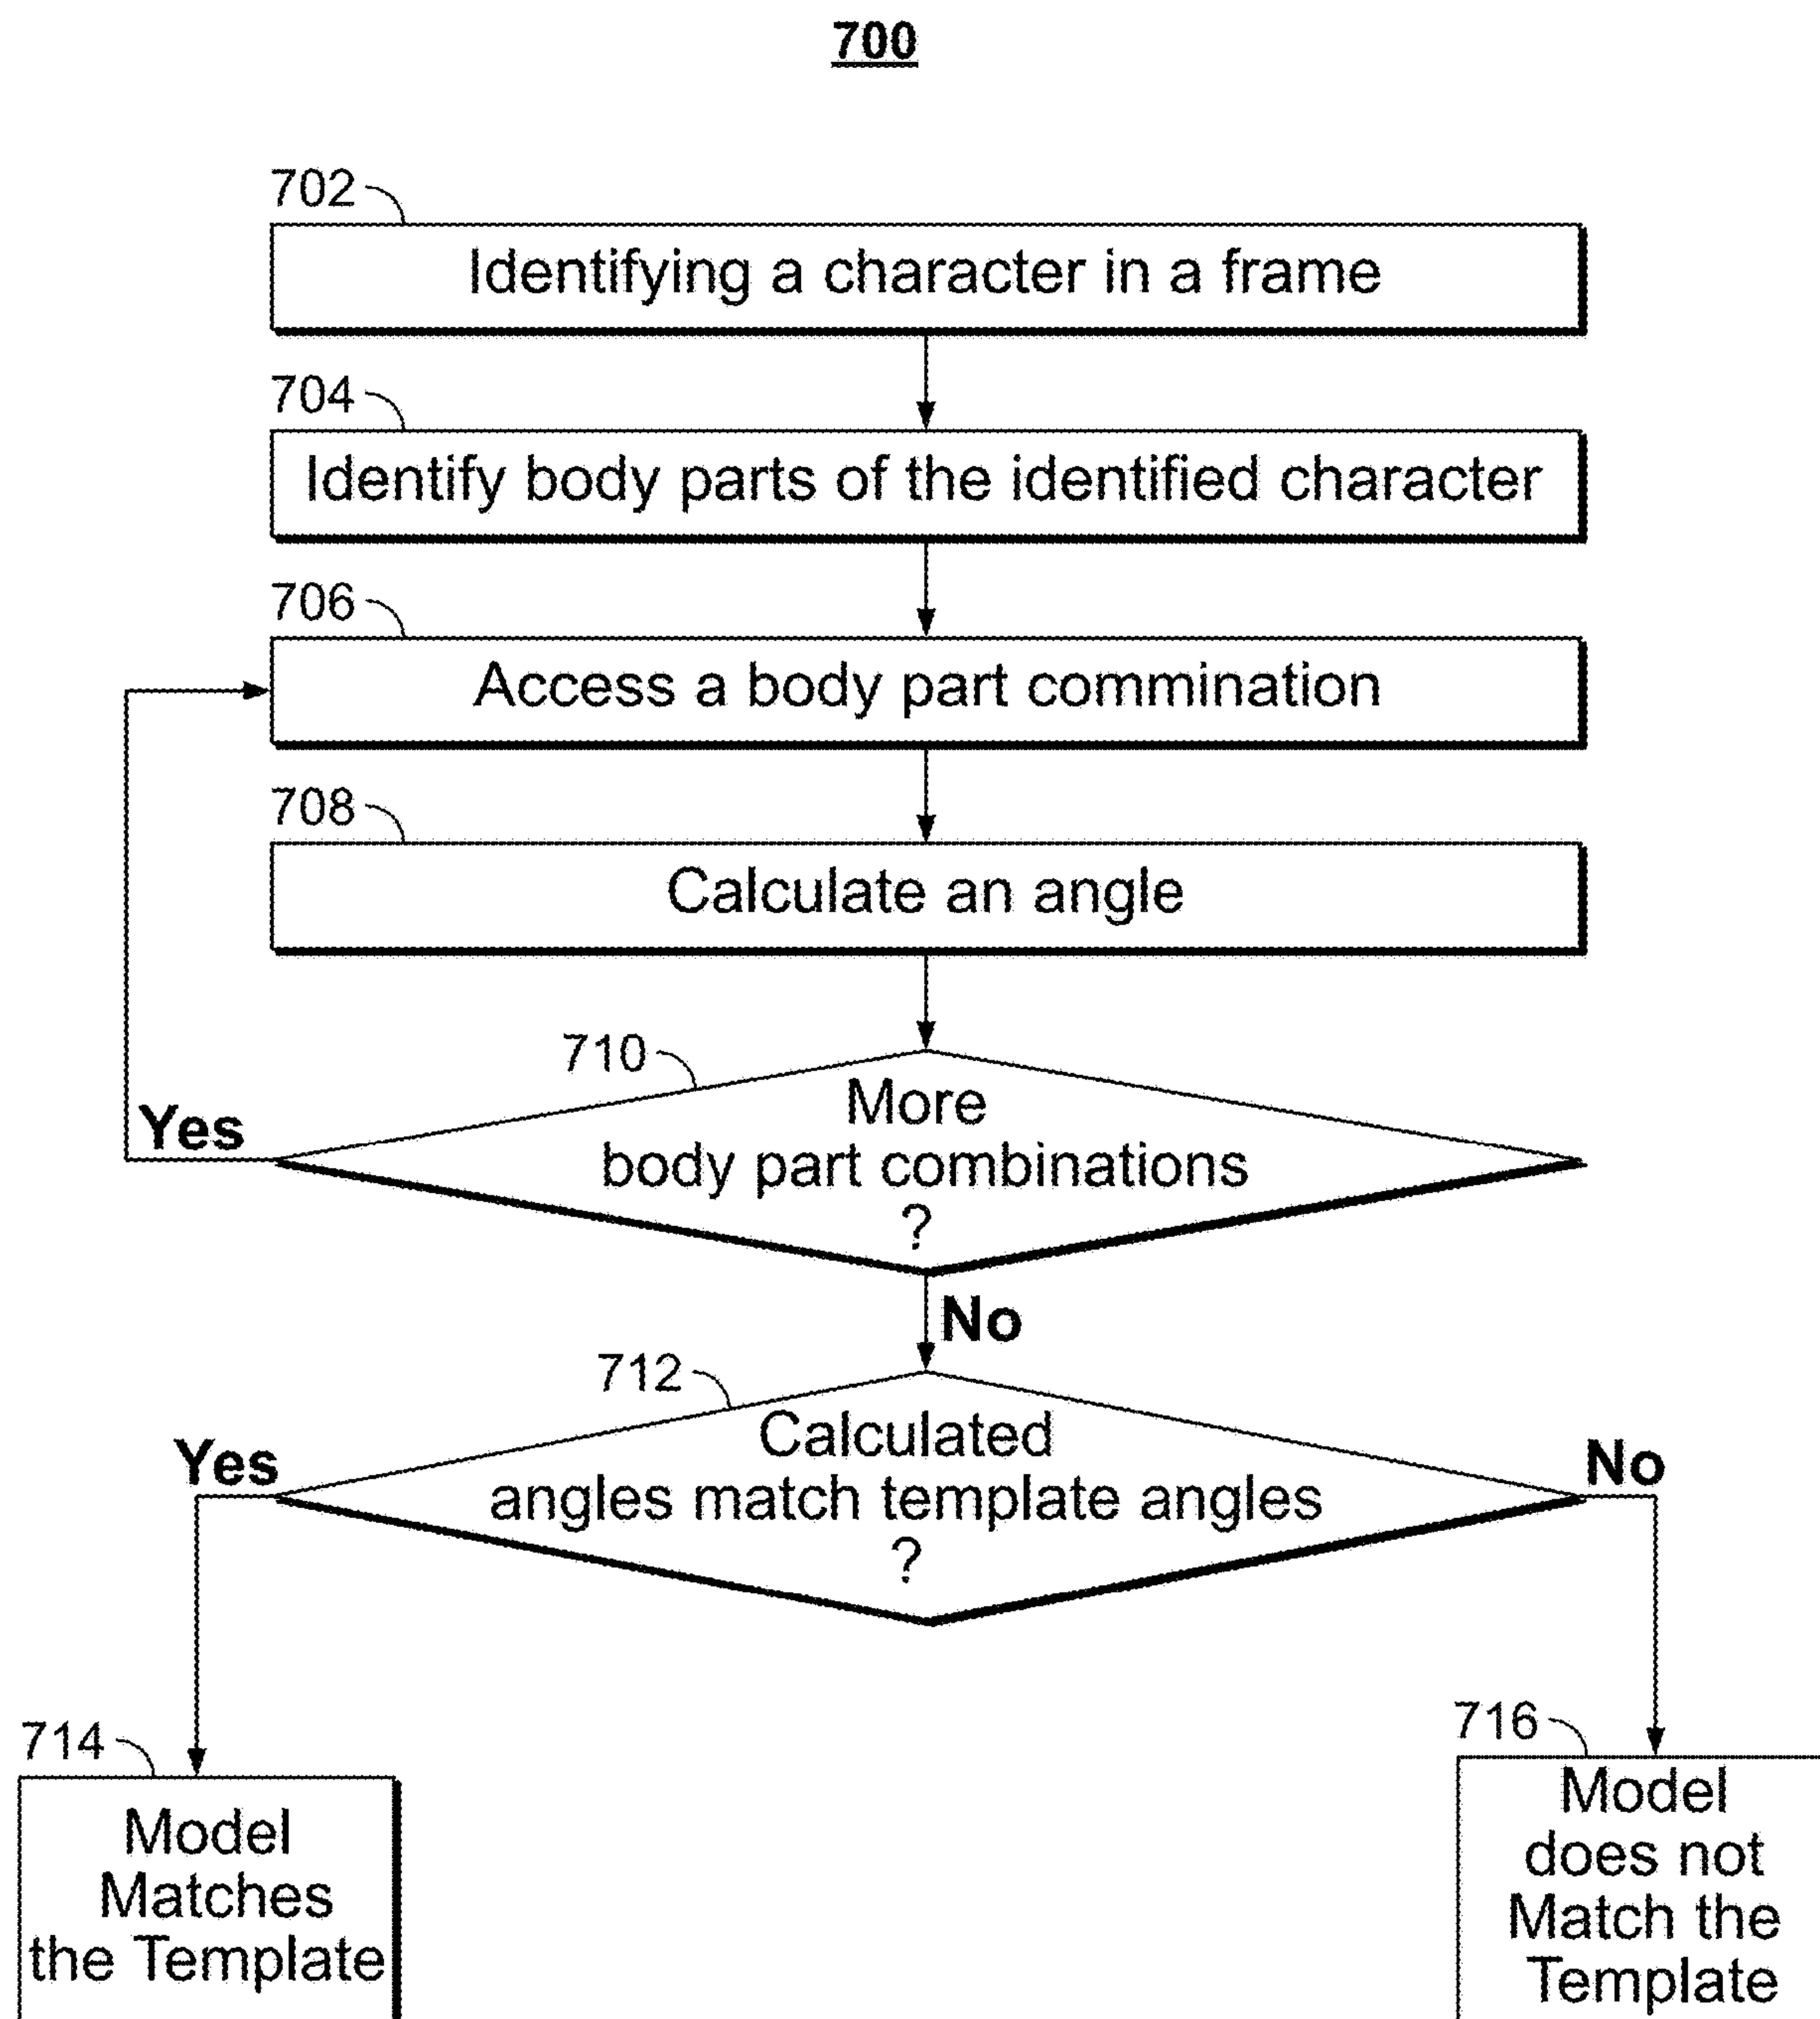 700
702
Identifying a character in a frame
704
Identify body parts of the identified character
706
Access a body part commination
708
Calculate an angle
710
More
body part combinations
?
Yes
No
712
Calculated
angles match template angles
?
Yes
No
714
Model
Matches
the Template
716
Model
does not
Match the
Template